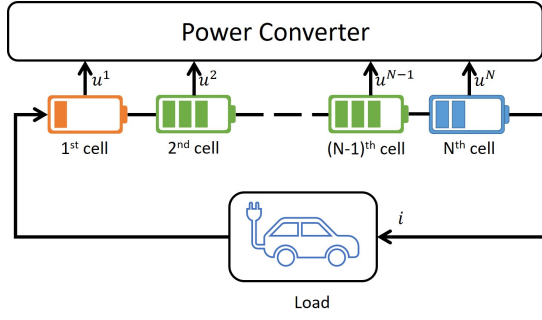 Power Converter
u¹ u² uᴺ⁻¹ uᴺ
1ˢᵗ cell 2ⁿᵈ cell (N-1)ᵗʰ cell Nᵗʰ cell
i
Load